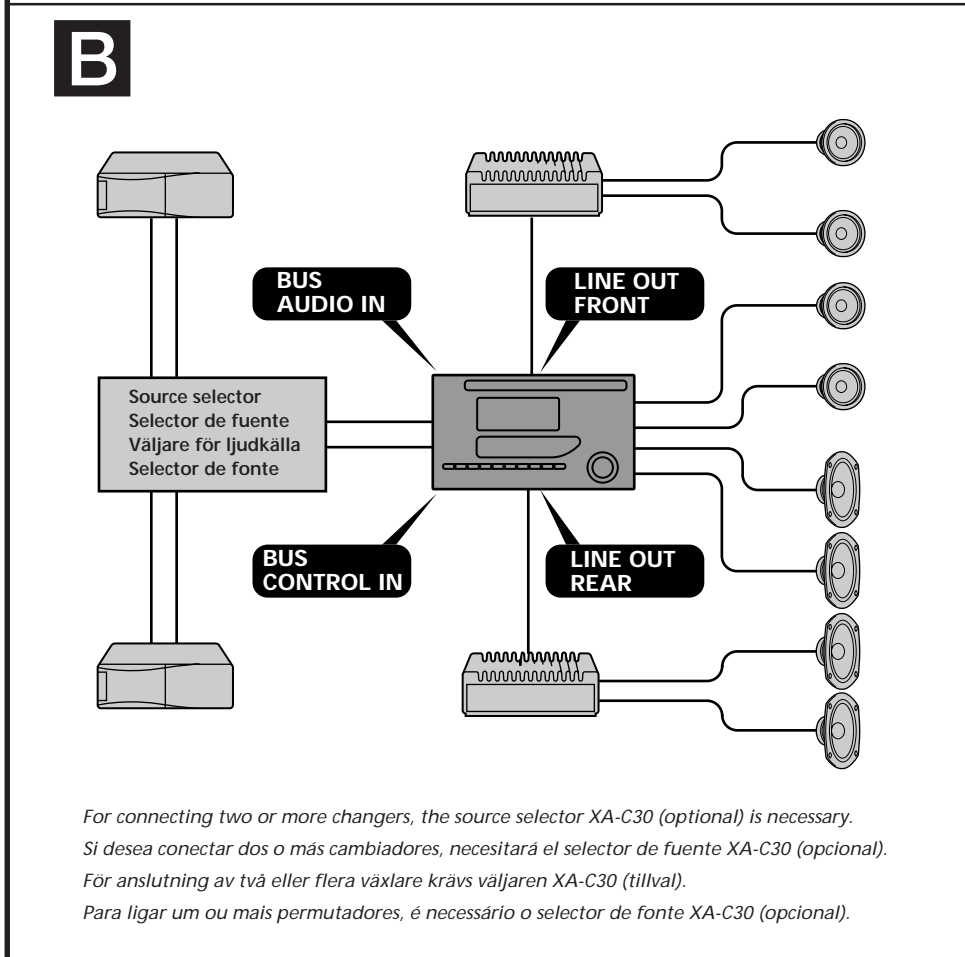 B
BUS
AUDIO IN
LINE OUT
FRONT
Source selector
Selector de fuente
Väljare för ljudkälla
Selector de fonte
BUS
CONTROL IN
LINE OUT
REAR
For connecting two or more changers, the source selector XA-C30 (optional) is necessary.
Si desea conectar dos o más cambiadores, necesitará el selector de fuente XA-C30 (opcional).
För anslutning av två eller flera växlare krävs väljaren XA-C30 (tillval).
Para ligar um ou mais permutadores, é necessário o selector de fonte XA-C30 (opcional).